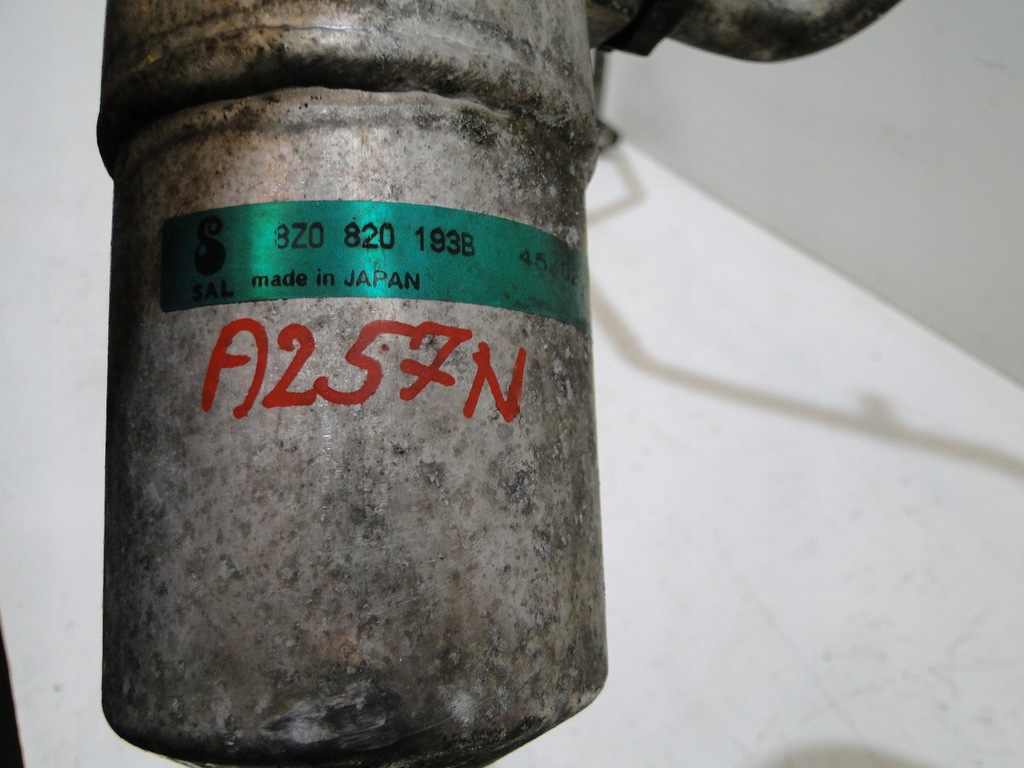 8Z0 820 193B
SAL made in JAPAN
A257N